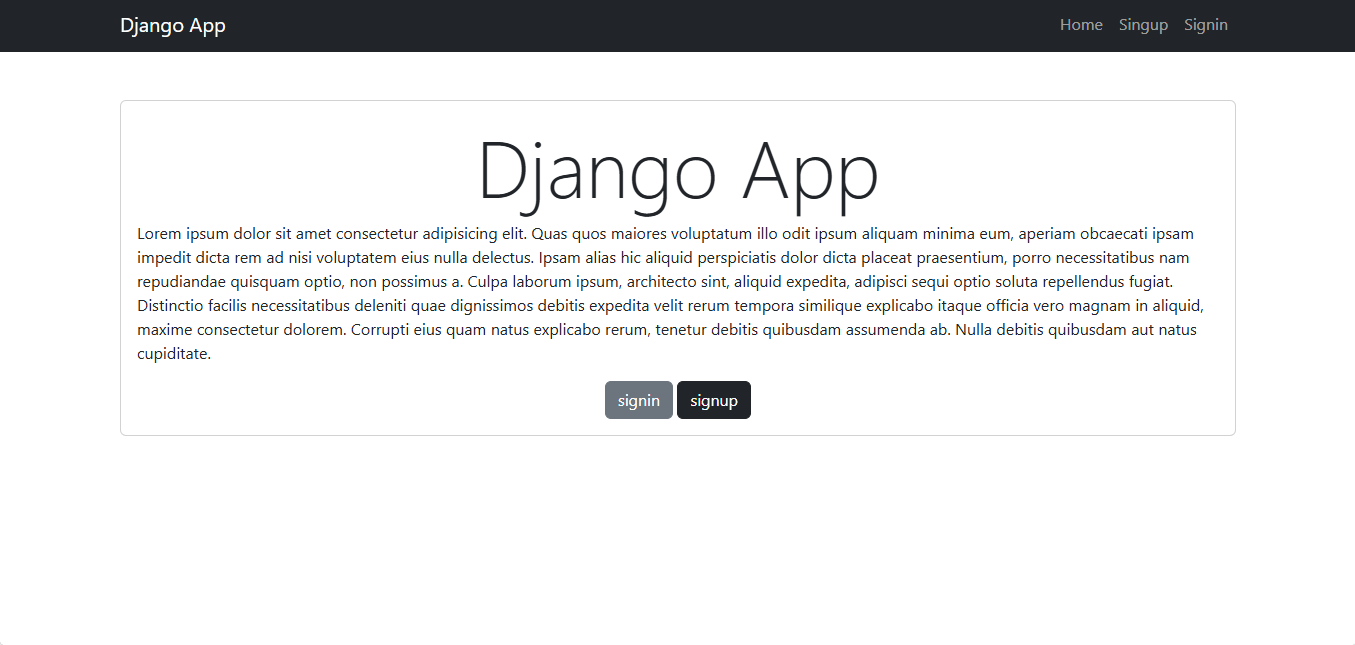 Django App Home Singup Signin
Django App
Lorem ipsum dolor sit amet consectetur adipisicing elit. Quas quos maiores voluptatum illo odit ipsum aliquam minima eum, aperiam obcaecati ipsam
impedit dicta rem ad nisi voluptatem eius nulla delectus. Ipsam alias hic aliquid perspiciatis dolor dicta placeat praesentium, porro necessitatibus nam
repudiandae quisquam optio, non possimus a. Culpa laborum ipsum, architecto sint, aliquid expedita, adipisci sequi optio soluta repellendus fugiat.
Distinctio facilis necessitatibus deleniti quae dignissimos debitis expedita velit rerum tempora similique explicabo itaque officia vero magnam in aliquid,
maxime consectetur dolorem. Corrupti eius quam natus explicabo rerum, tenetur debitis quibusdam assumenda ab. Nulla debitis quibusdam aut natus
cupiditate.
signin signup